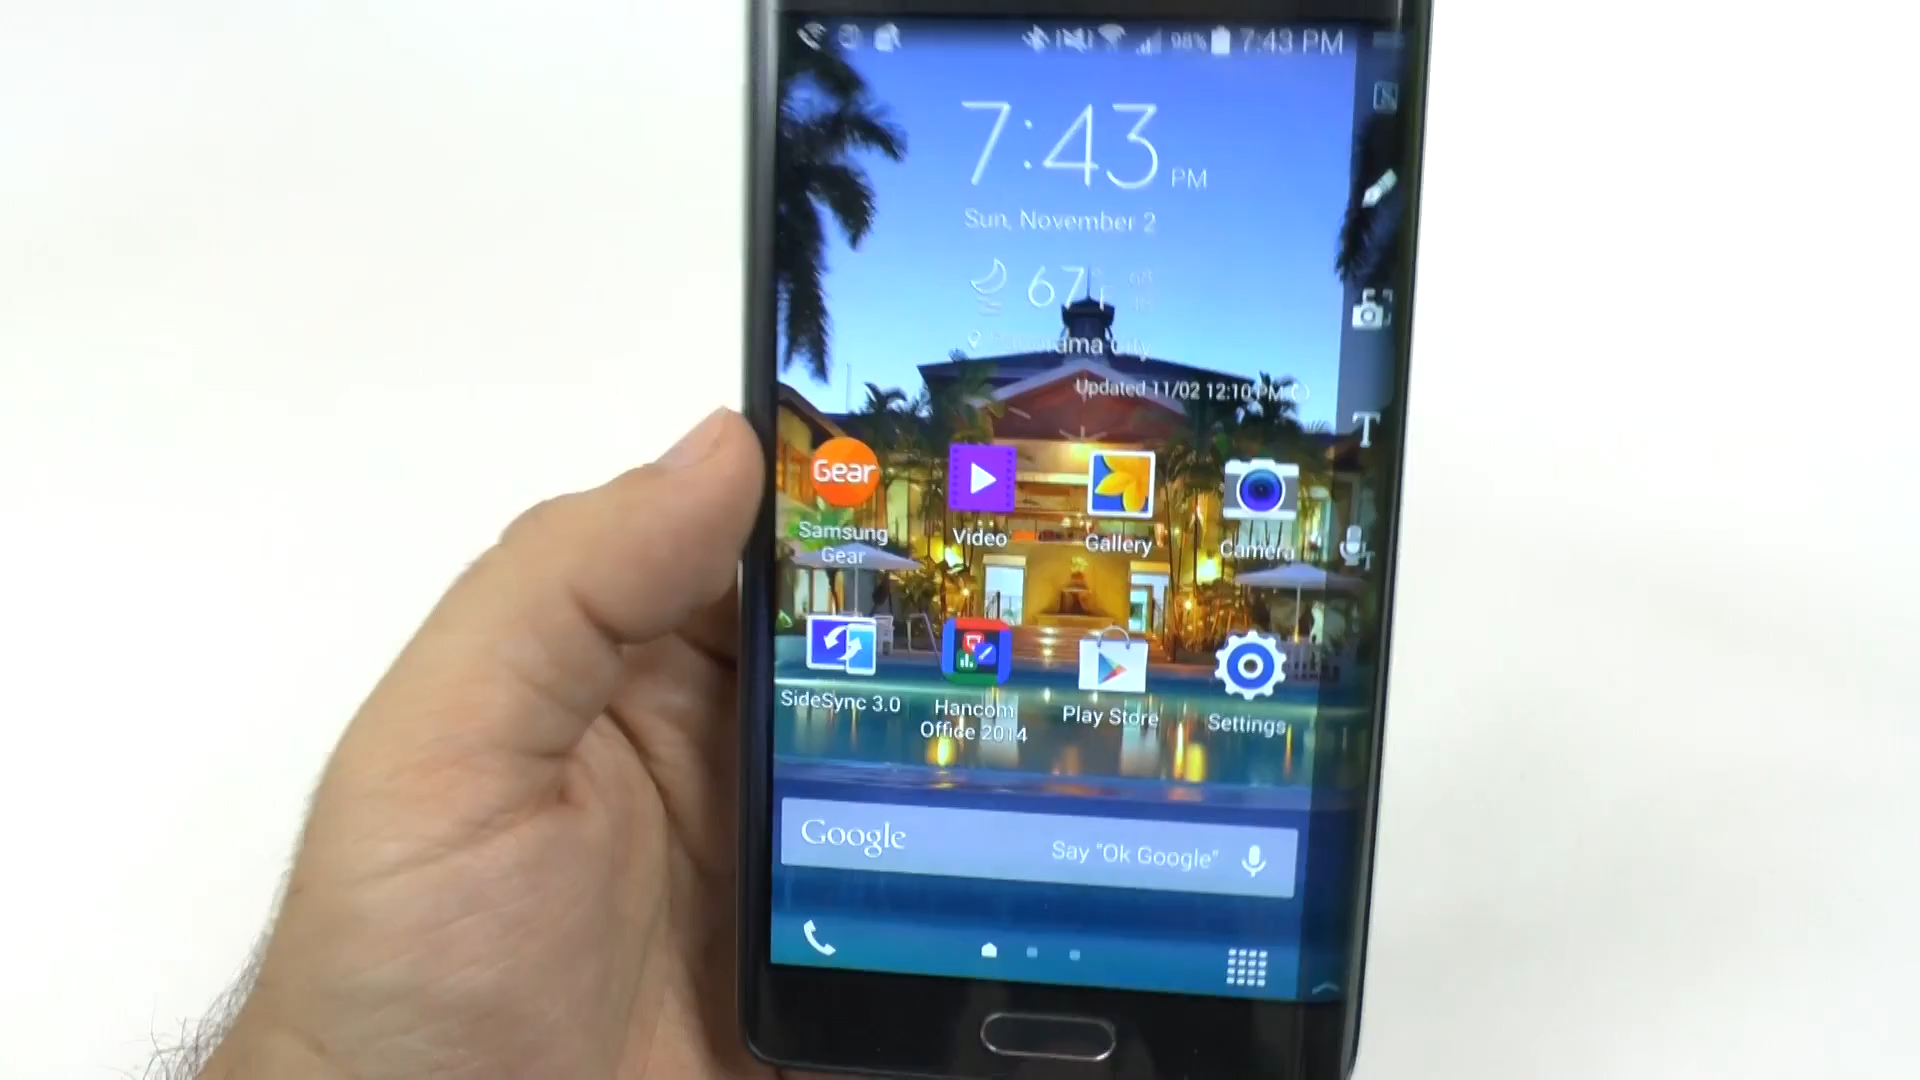 98% 7:43 PM
7:43 PM
Sun, November 2
67°
City
Updated 11/02 12:10 PM
Gear
Samsung
Gear
Video
Gallery
Camera
T
SideSync 3.0
Hancom
Office 2014
Play Store
Settings
Google
Say "Ok Google"